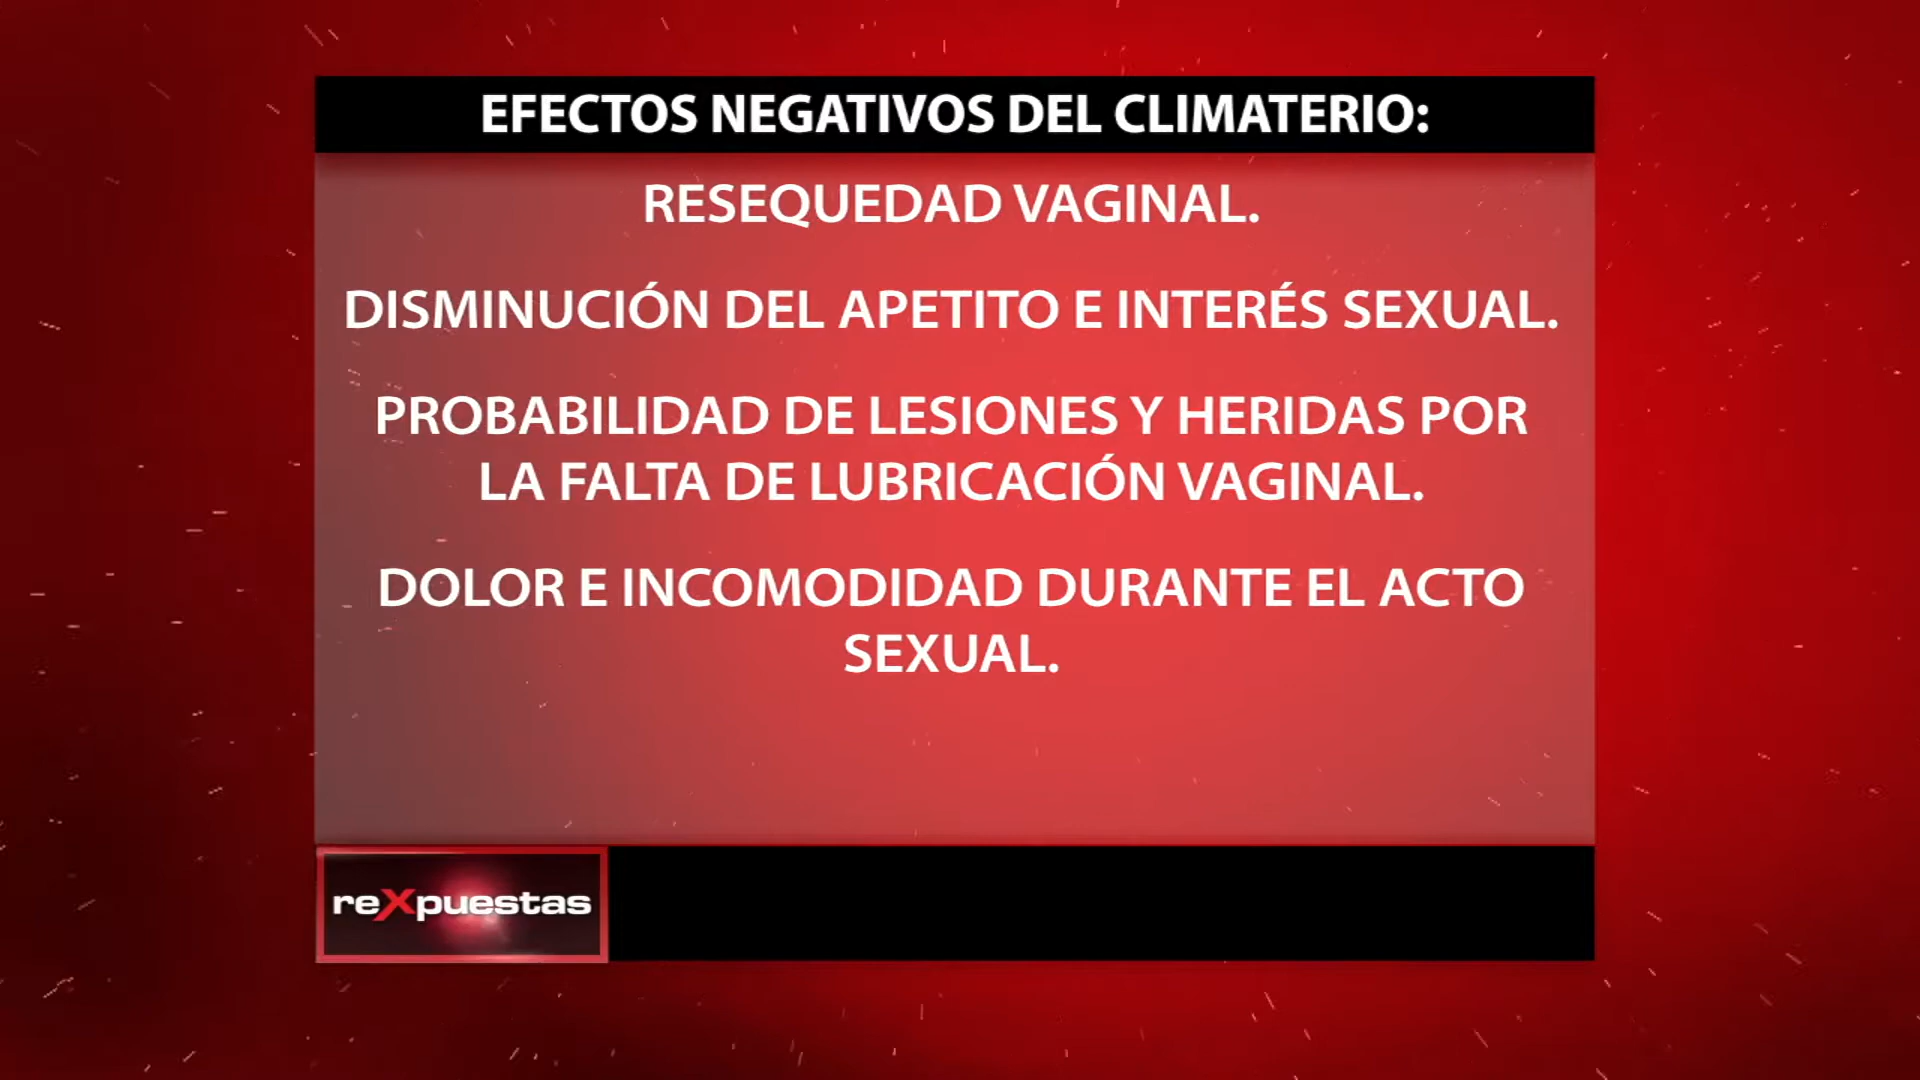 EFECTOS NEGATIVOS DEL CLIMATERIO:
RESEQUEDAD VAGINAL.
DISMINUCIÓN DEL APETITO E INTERÉS SEXUAL.
PROBABILIDAD DE LESIONES Y HERIDAS POR
LA FALTA DE LUBRICACIÓN VAGINAL.
DOLOR E INCOMODIDAD DURANTE EL ACTO
SEXUAL.
reXpuestas